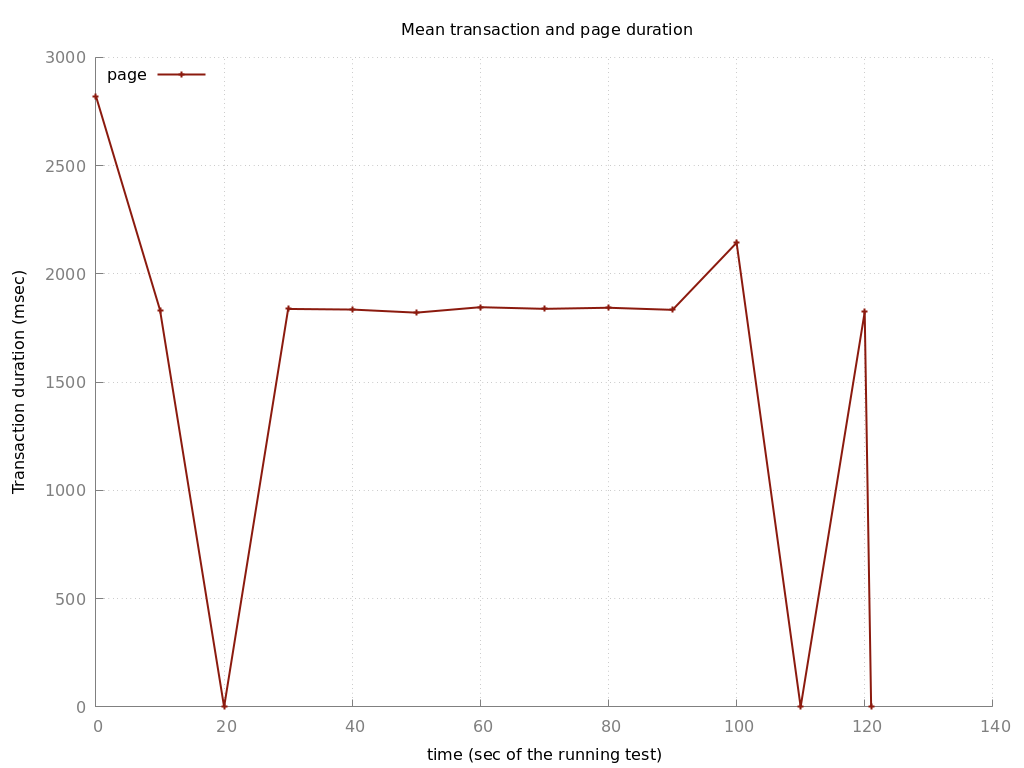 Mean transaction and page duration
page
3000
2500
2000
1500
1000
500
0
Transaction duration (msec)
0 20 40 60 80 100 120 140
time (sec of the running test)